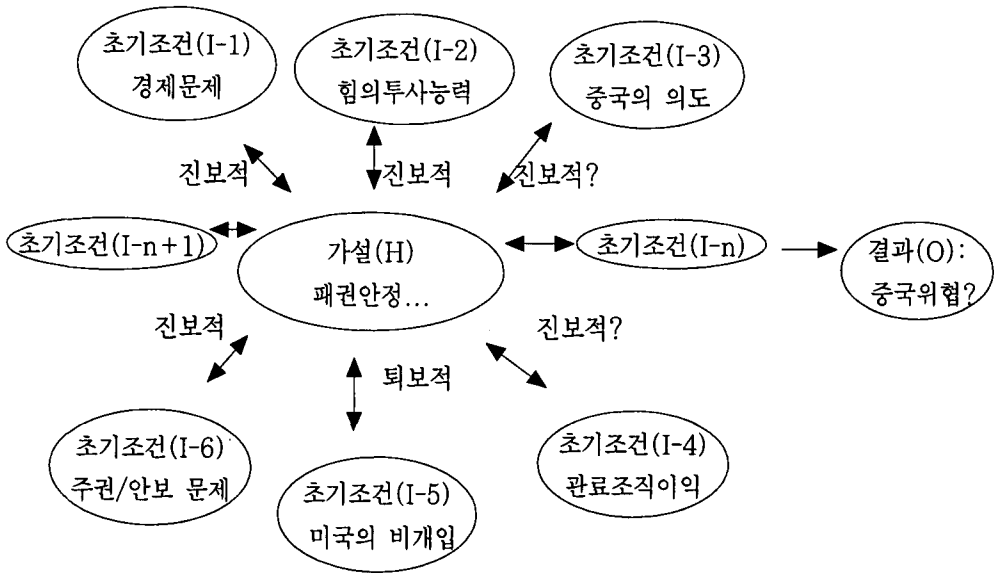 초기조건(I-1)
경제문제
초기조건(I-2)
힘의투사능력
초기조건(I-3)
중국의 의도
진보적
진보적
진보적?
초기조건(I-n+1)
가설(H)
패권안정...
초기조건(I-n)
결과(O):
중국위협?
진보적
퇴보적
진보적?
초기조건(I-6)
주권/안보 문제
초기조건(I-5)
미국의 비개입
초기조건(I-4)
관료조직이익